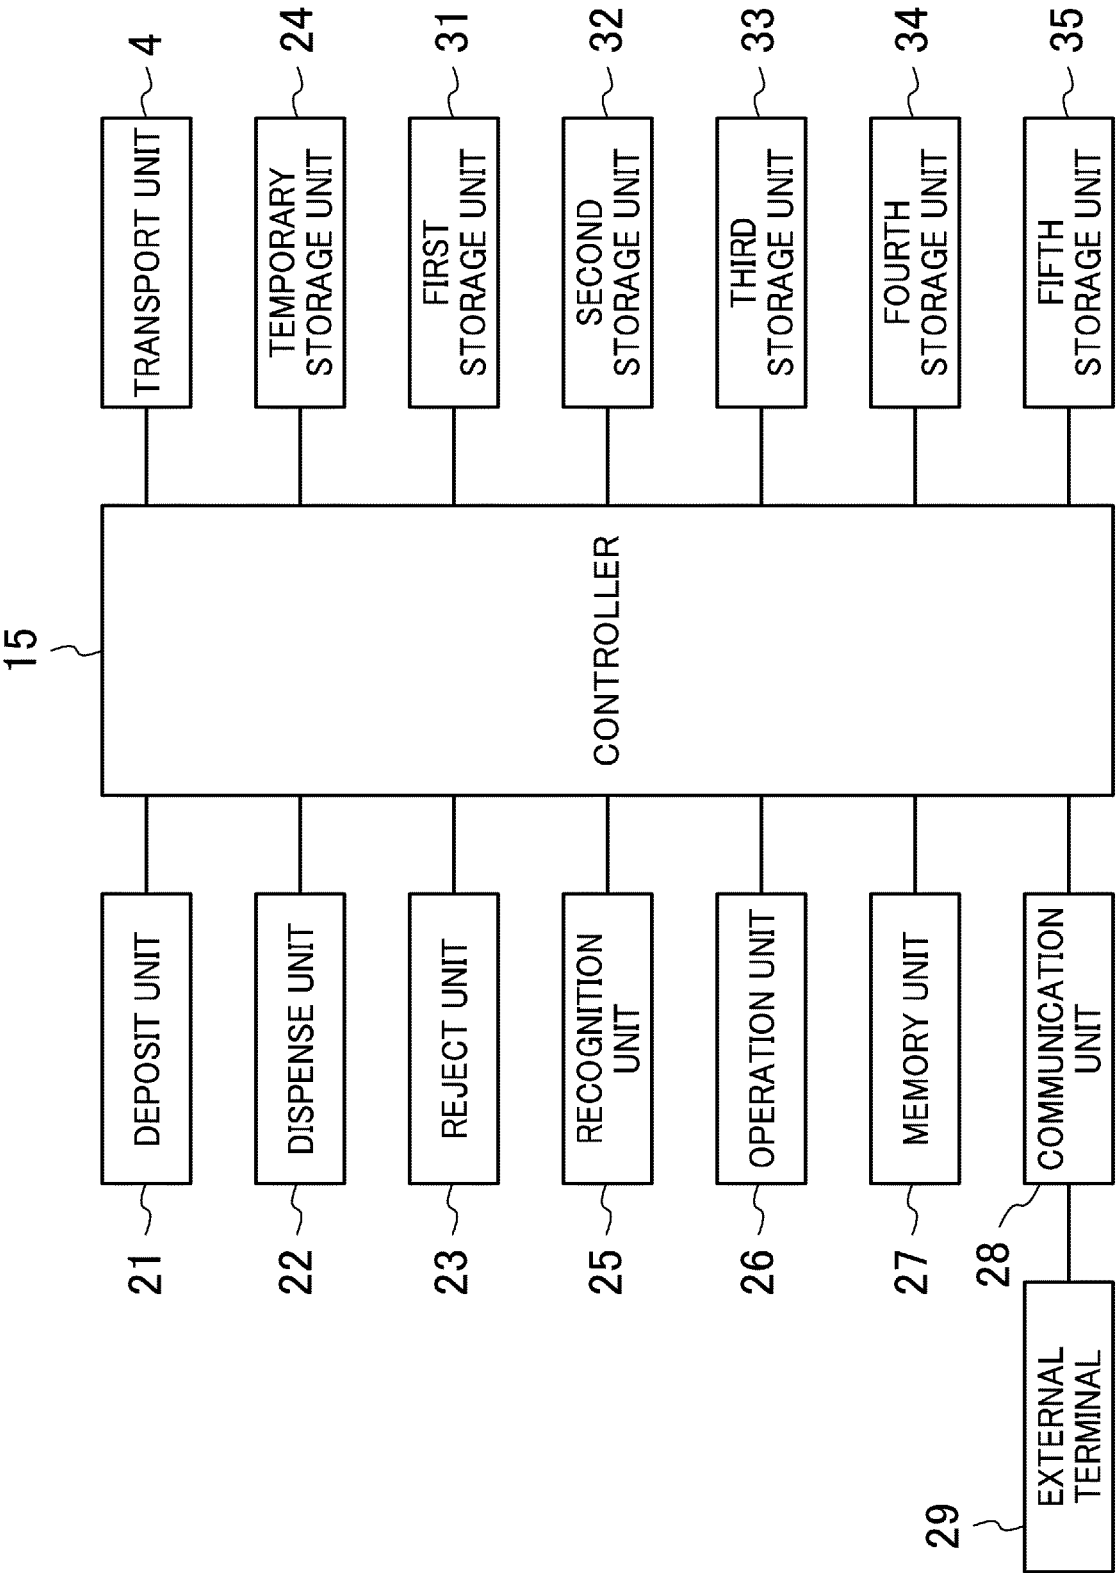 15
CONTROLLER
21
DEPOSIT UNIT
22
DISPENSE UNIT
23
REJECT UNIT
25
RECOGNITION
UNIT
26
OPERATION UNIT
27
MEMORY UNIT
28
COMMUNICATION
UNIT
29
EXTERNAL
TERMINAL
TRANSPORT UNIT
4
TEMPORARY
STORAGE UNIT
24
FIRST
STORAGE UNIT
31
SECOND
STORAGE UNIT
32
THIRD
STORAGE UNIT
33
FOURTH
STORAGE UNIT
34
FIFTH
STORAGE UNIT
35